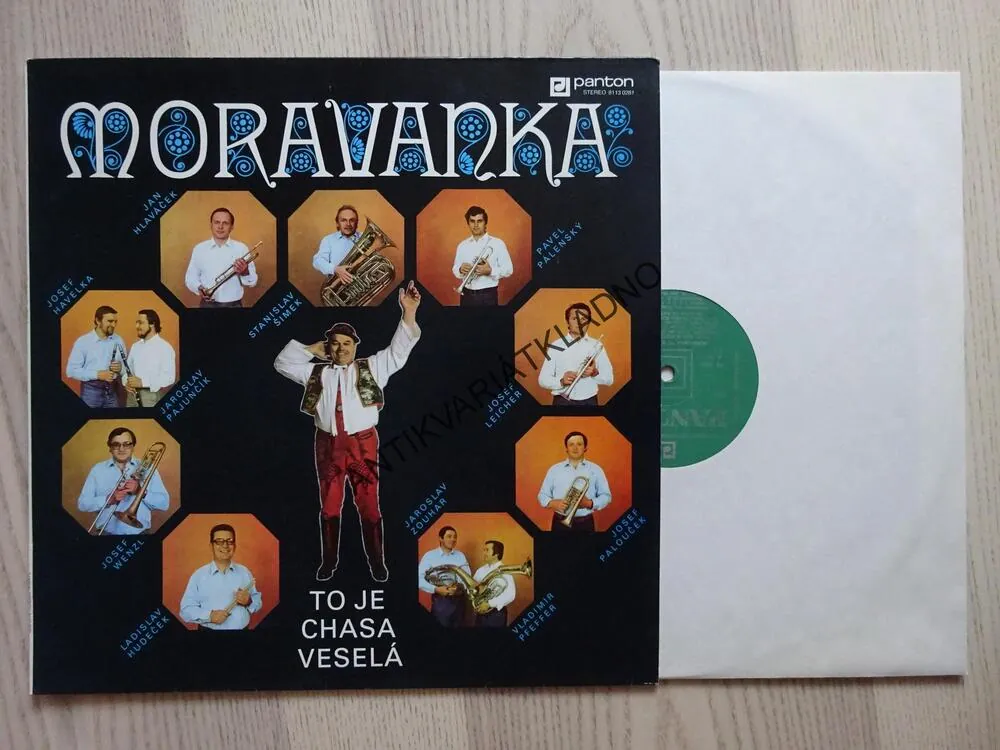 panton
STEREO 8113 0281
MORAVANKA
JAN
HLAVÁČEK
STANISLAV
ŠIMEK
PAVEL
PÁLENSKÝ
JOSEF
HAVELKA
JAROSLAV
PAJUNČÍK
JOSEF
LEICHER
JOSEF
WENZL
JAROSLAV
ZOUHAR
JOSEF
PALOUČEK
LADISLAV
HUDEČEK
VLADIMÍR
PFEFFER
TO JE
CHASA
VESELÁ
ANTIKVARIÁTKLADNO